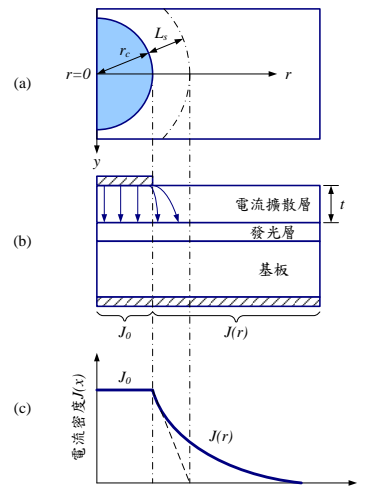 (a)
r=0
r_c
L_s
r
y
(b)
電流擴散層
t
發光層
基板
J_0
J(r)
(c)
電流密度J(x)
J_0
J(r)